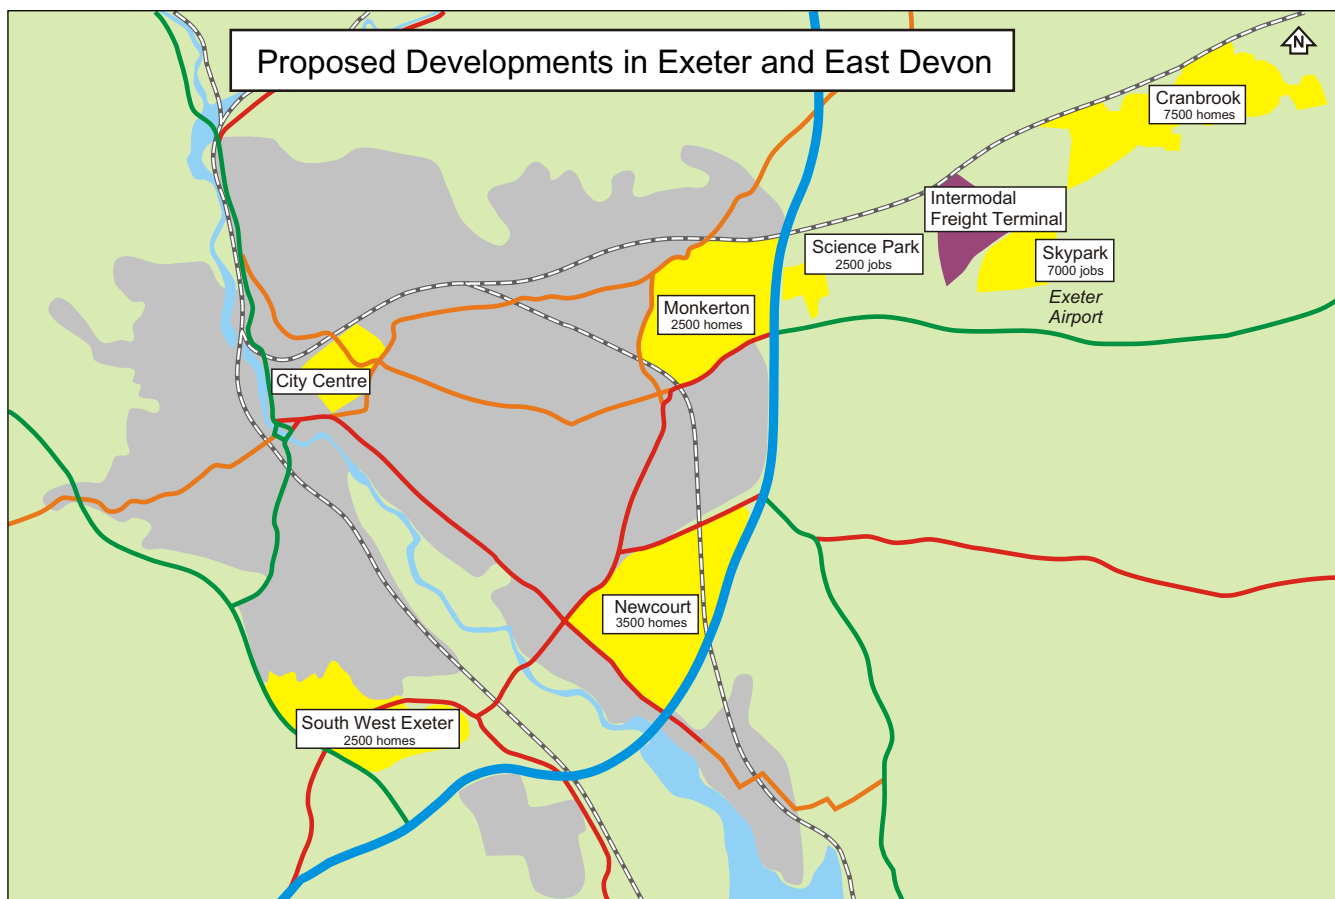 Proposed Developments in Exeter and East Devon
N
Cranbrook
7500 homes
Intermodal
Freight Terminal
Science Park
2500 jobs
Skypark
7000 jobs
Exeter
Airport
Monkerton
2500 homes
City Centre
Newcourt
3500 homes
South West Exeter
2500 homes